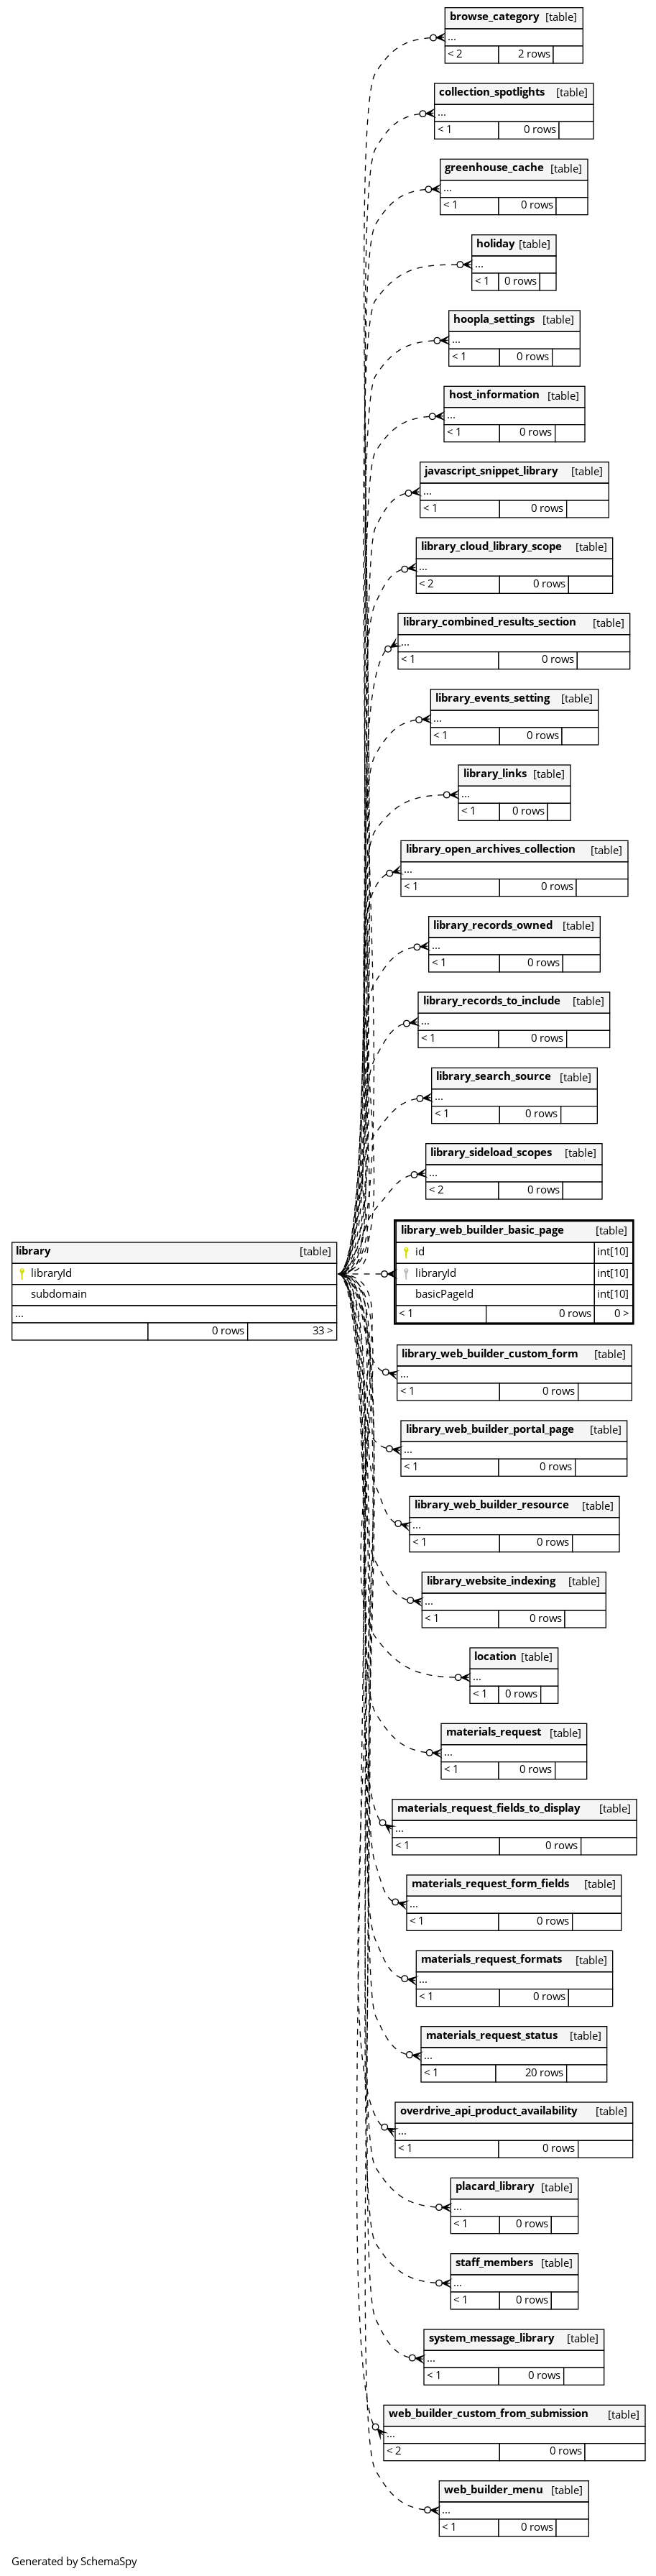 browse_category [table]
...
< 2 2 rows
collection_spotlights [table]
...
< 1 0 rows
greenhouse_cache [table]
...
< 1 0 rows
holiday [table]
...
< 1 0 rows
hoopla_settings [table]
...
< 1 0 rows
host_information [table]
...
< 1 0 rows
javascript_snippet_library [table]
...
< 1 0 rows
library_cloud_library_scope [table]
...
< 2 0 rows
library_combined_results_section [table]
...
< 1 0 rows
library_events_setting [table]
...
< 1 0 rows
library_links [table]
...
< 1 0 rows
library_open_archives_collection [table]
...
< 1 0 rows
library_records_owned [table]
...
< 1 0 rows
library_records_to_include [table]
...
< 1 0 rows
library_search_source [table]
...
< 1 0 rows
library_sideload_scopes [table]
...
< 2 0 rows
library [table]
libraryId
subdomain
...
0 rows 33 >
library_web_builder_basic_page [table]
id int[10]
libraryId int[10]
basicPageId int[10]
< 1 0 rows 0 >
library_web_builder_custom_form [table]
...
< 1 0 rows
library_web_builder_portal_page [table]
...
< 1 0 rows
library_web_builder_resource [table]
...
< 1 0 rows
library_website_indexing [table]
...
< 1 0 rows
location [table]
...
< 1 0 rows
materials_request [table]
...
< 1 0 rows
materials_request_fields_to_display [table]
...
< 1 0 rows
materials_request_form_fields [table]
...
< 1 0 rows
materials_request_formats [table]
...
< 1 0 rows
materials_request_status [table]
...
< 1 20 rows
overdrive_api_product_availability [table]
...
< 1 0 rows
placard_library [table]
...
< 1 0 rows
staff_members [table]
...
< 1 0 rows
system_message_library [table]
...
< 1 0 rows
web_builder_custom_from_submission [table]
...
< 2 0 rows
web_builder_menu [table]
...
< 1 0 rows
Generated by SchemaSpy